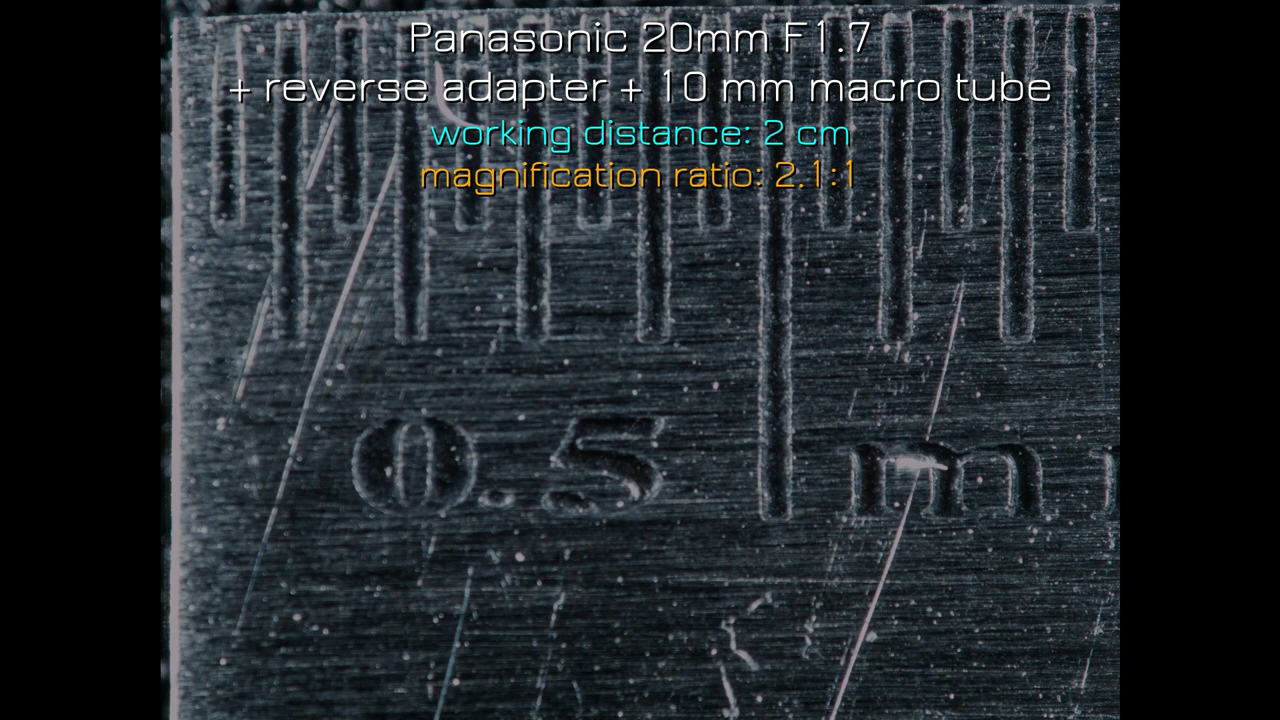 Panasonic 20mm F1.7
+ reverse adapter + 10 mm macro tube
working distance: 2 cm
magnification ratio: 2.1:1
0.5 m